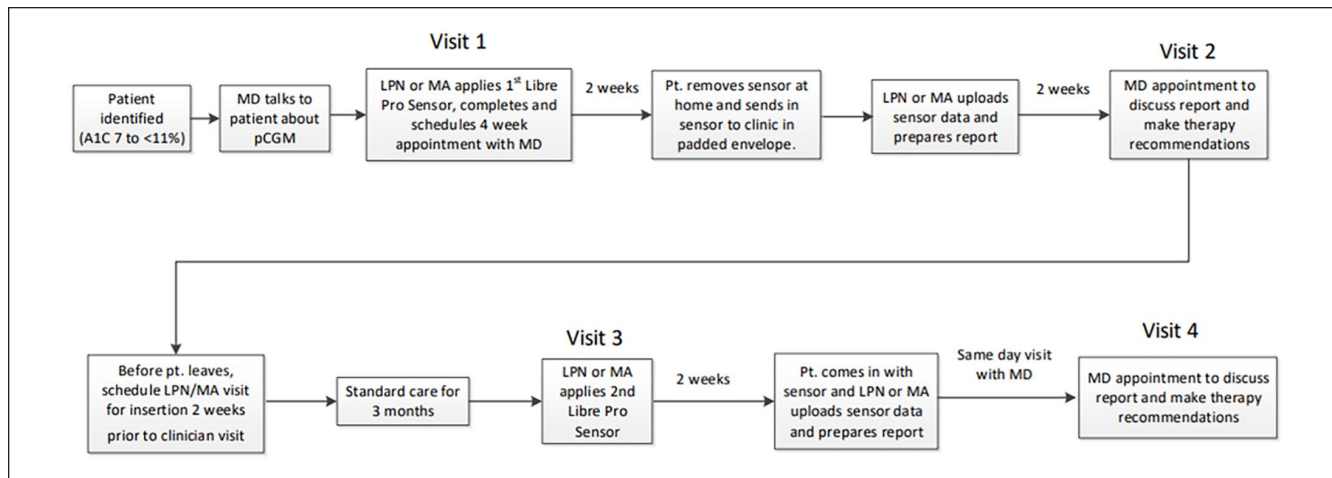 Visit 1
Visit 2
Patient
identified
(A1C 7 to <11%)
MD talks to
patient about
pCGM
LPN or MA applies 1st Libre
Pro Sensor, completes and
schedules 4 week
appointment with MD
2 weeks
Pt. removes sensor at
home and sends in
sensor to clinic in
padded envelope.
LPN or MA uploads
sensor data and
prepares report
2 weeks
MD appointment to
discuss report and
make therapy
recommendations
Visit 3
Visit 4
Before pt. leaves,
schedule LPN/MA visit
for insertion 2 weeks
prior to clinician visit
Standard care for
3 months
LPN or MA
applies 2nd
Libre Pro
Sensor
2 weeks
Pt. comes in with
sensor and LPN or MA
uploads sensor data
and prepares report
Same day visit
with MD
MD appointment to discuss
report and make therapy
recommendations